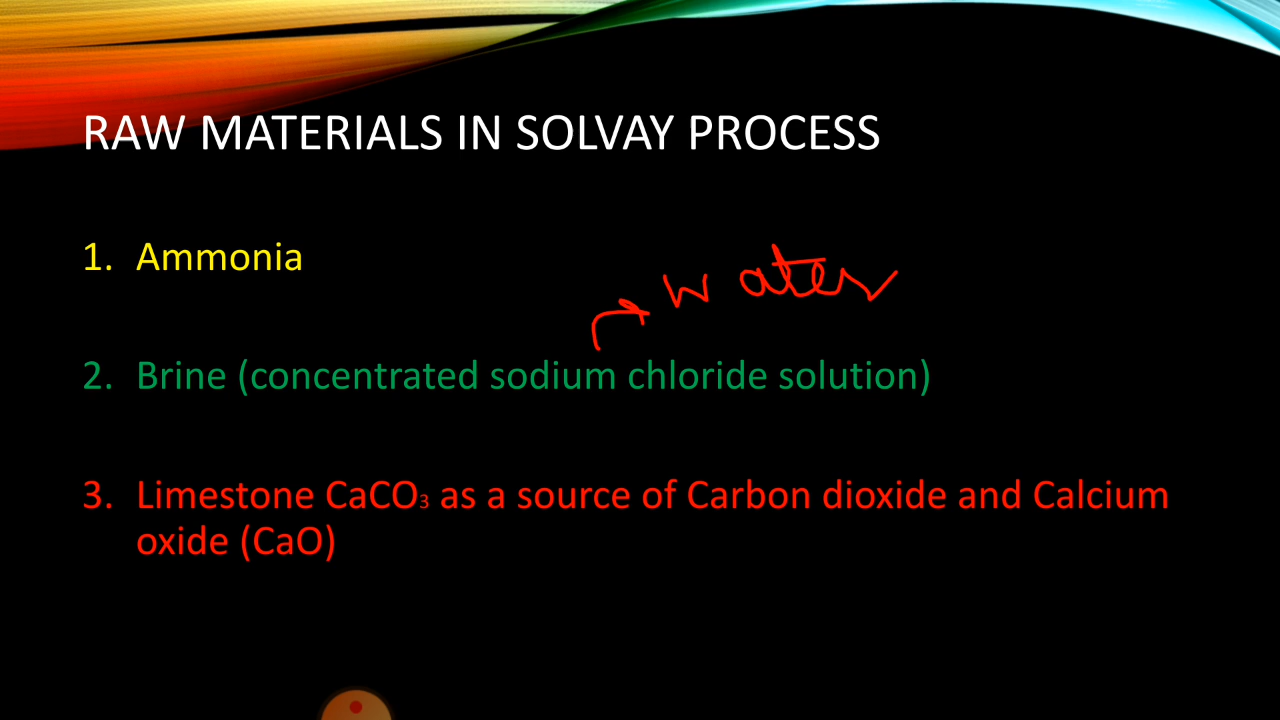 RAW MATERIALS IN SOLVAY PROCESS
1. Ammonia
water
2. Brine (concentrated sodium chloride solution)
3. Limestone CaCO₃ as a source of Carbon dioxide and Calcium
oxide (CaO)